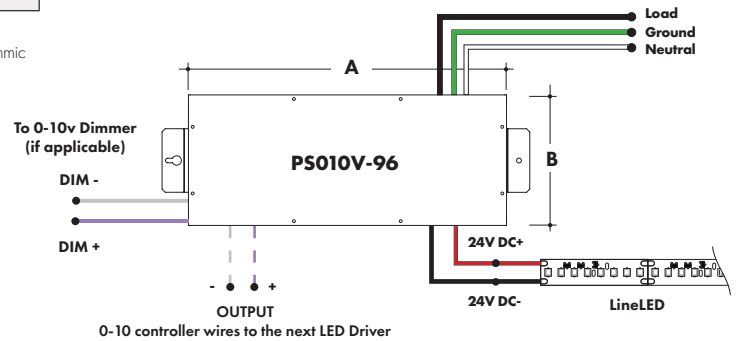 Load
Ground
Neutral
A
To 0-10v Dimmer
(if applicable)
PS010V-96
B
DIM -
DIM +
24V DC+
24V DC-
LineLED
- +
OUTPUT
0-10 controller wires to the next LED Driver